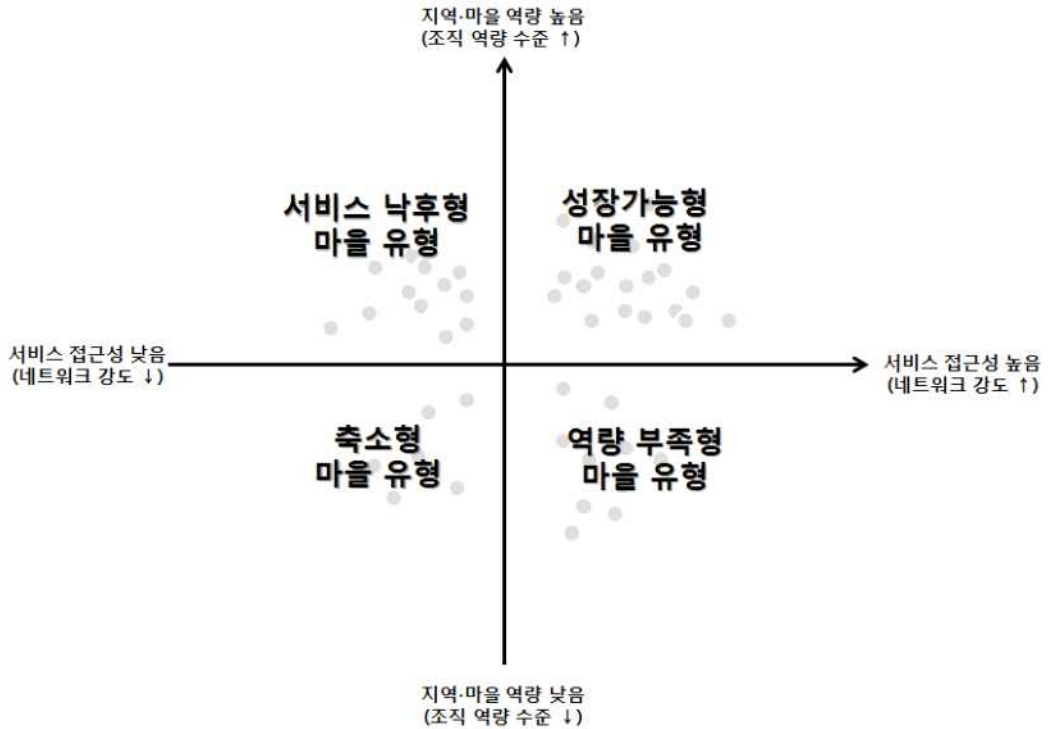 지역·마을 역량 높음
(조직 역량 수준 ↑)
서비스 낙후형
마을 유형
성장가능형
마을 유형
서비스 접근성 낮음
(네트워크 강도 ↓)
서비스 접근성 높음
(네트워크 강도 ↑)
축소형
마을 유형
역량 부족형
마을 유형
지역·마을 역량 낮음
(조직 역량 수준 ↓)